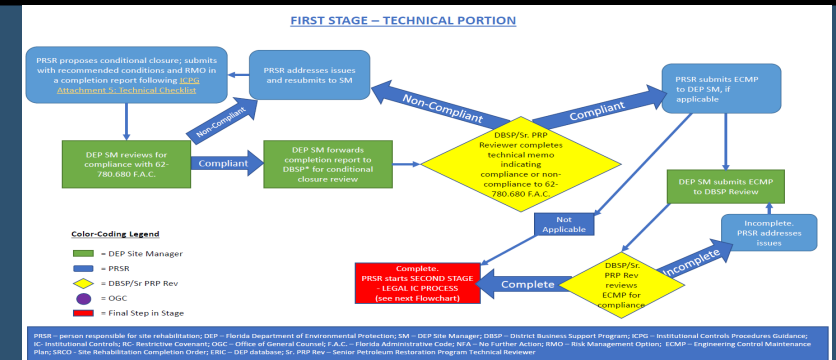 FIRST STAGE – TECHNICAL PORTION
PRSR proposes conditional closure; submits
with recommended conditions and RMO in
a completion report following ICPG
Attachment 5: Technical Checklist
PRSR addresses issues
and resubmits to SM
PRSR submits ECMP
to DEP SM, if
applicable
Non-Compliant
Non-Compliant
Compliant
DEP SM reviews for
compliance with 62-
780.680 F.A.C.
Compliant
DEP SM forwards
completion report to
DBSP* for conditional
closure review
DBSP/Sr. PRP
Reviewer completes
technical memo
indicating
compliance or non-
compliance to 62-
780.680 F.A.C.
DEP SM submits ECMP
to DBSP Review
Not
Applicable
Incomplete.
PRSR addresses
issues
Color-Coding Legend
= DEP Site Manager
= PRSR
= DBSP/Sr PRP Rev
= OGC
= Final Step in Stage
Complete.
PRSR starts SECOND STAGE
- LEGAL IC PROCESS
(see next Flowchart)
Complete
DBSP/Sr.
PRP Rev
reviews
ECMP for
compliance
Incomplete
PRSR – person responsible for site rehabilitation; DEP – Florida Department of Environmental Protection; SM – DEP Site Manager; DBSP – District Business Support Program; ICPG – Institutional Controls Procedures Guidance;
IC- Institutional Controls; RC- Restrictive Covenant; OGC – Office of General Counsel; F.A.C. – Florida Administrative Code; NFA – No Further Action; RMO – Risk Management Option; ECMP – Engineering Control Maintenance
Plan; SRCO - Site Rehabilitation Completion Order; ERIC – DEP database; Sr. PRP Rev – Senior Petroleum Restoration Program Technical Reviewer